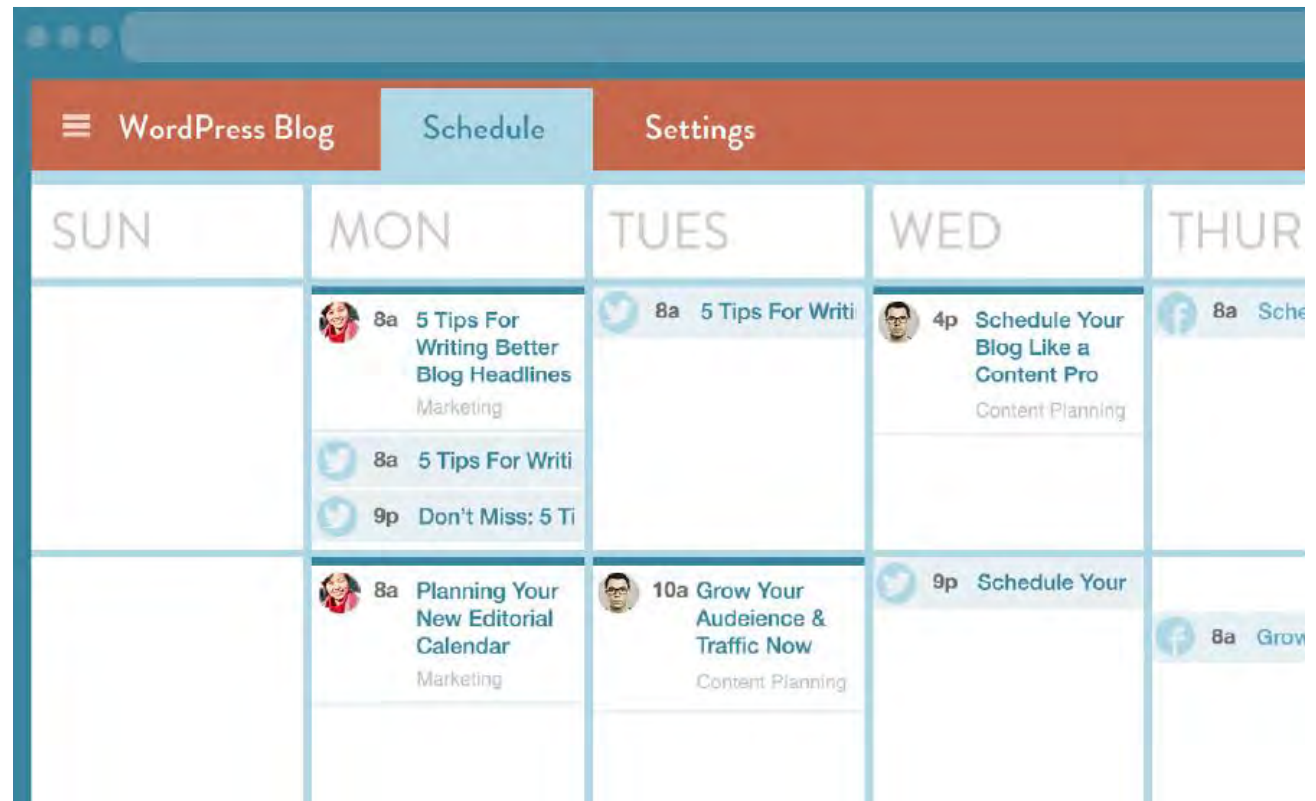 WordPress Blog Schedule Settings
SUN MON TUES WED THUR
8a 5 Tips For
Writing Better
Blog Headlines
Marketing
8a 5 Tips For Writi
9p Don't Miss: 5 Ti
8a 5 Tips For Writi
4p Schedule Your
Blog Like a
Content Pro
Content Planning
8a Sche
8a Planning Your
New Editorial
Calendar
Marketing
10a Grow Your
Audeience &
Traffic Now
Content Planning
9p Schedule Your
8a Grow